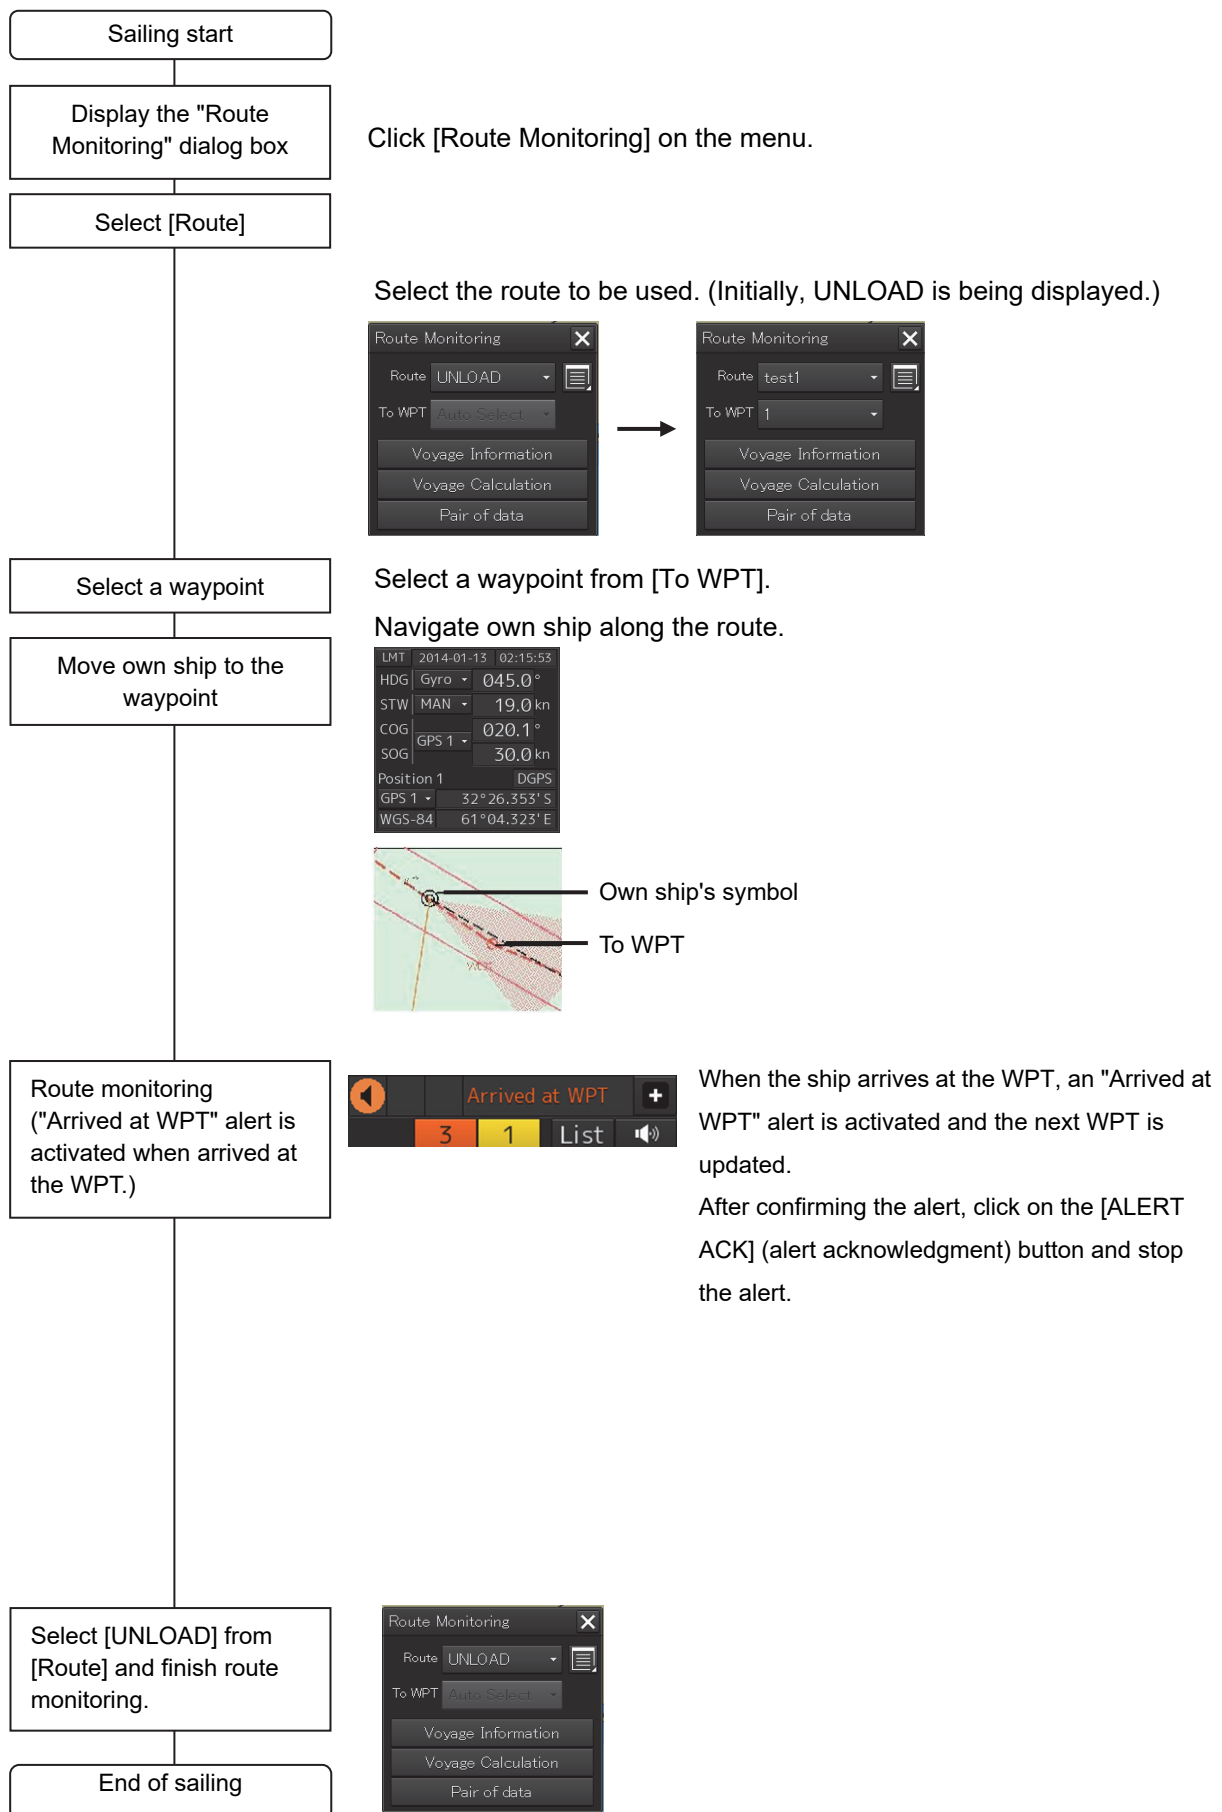 Sailing start
Display the "Route
Monitoring" dialog box
Click [Route Monitoring] on the menu.
Select [Route]
Select the route to be used. (Initially, UNLOAD is being displayed.)
Route Monitoring
Route UNLOAD
To WPT Auto Select
Voyage Information
Voyage Calculation
Pair of data
Route Monitoring
Route test1
To WPT 1
Voyage Information
Voyage Calculation
Pair of data
Select a waypoint
Select a waypoint from [To WPT].
Move own ship to the
waypoint
Navigate own ship along the route.
LMT 2014-01-13 02:15:53
HDG Gyro 045.0°
STW MAN 19.0 kn
COG GPS 1 020.1°
SOG 30.0 kn
Position 1 DGPS
GPS 1 32°26.353'S
WGS-84 61°04.323'E
Own ship's symbol
To WPT
Route monitoring
("Arrived at WPT" alert is
activated when arrived at
the WPT.)
Arrived at WPT
3 1 List
When the ship arrives at the WPT, an "Arrived at
WPT" alert is activated and the next WPT is
updated.
After confirming the alert, click on the [ALERT
ACK] (alert acknowledgment) button and stop
the alert.
Select [UNLOAD] from
[Route] and finish route
monitoring.
Route Monitoring
Route UNLOAD
To WPT Auto Select
Voyage Information
Voyage Calculation
Pair of data
End of sailing